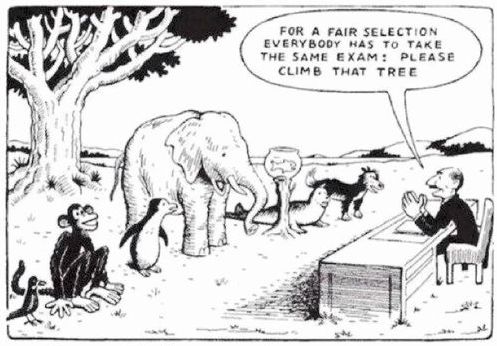 FOR A FAIR SELECTION
EVERYBODY HAS TO TAKE
THE SAME EXAM: PLEASE
CLIMB THAT TREE